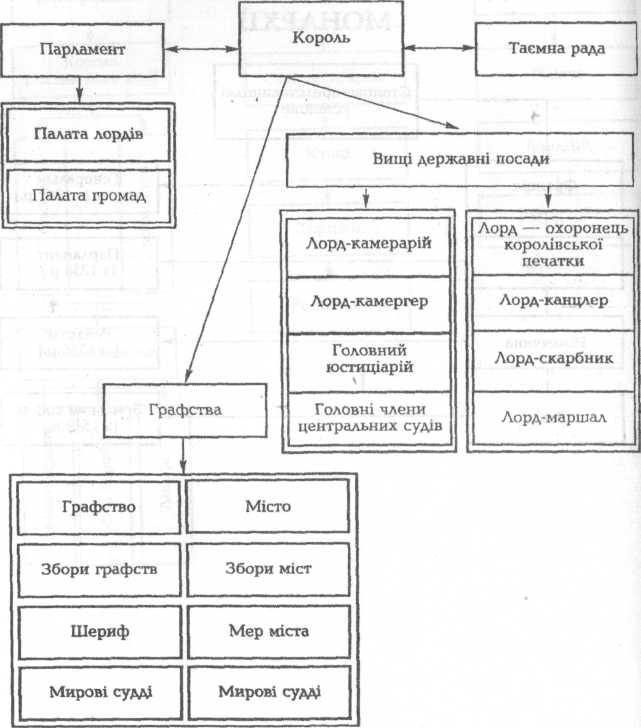 Парламент
Король
Таємна рада
Палата лордів
Палата громад
Вищі державні посади
Лорд-камерарій
Лорд-камергер
Головний
юстиціарій
Головні члени
центральних судів
Лорд — охоронець
королівської
печатки
Лорд-канцлер
Лорд-скарбник
Лорд-маршал
Графства
Графство
Місто
Збори графств
Збори міст
Шериф
Мер міста
Мирові судді
Мирові судді